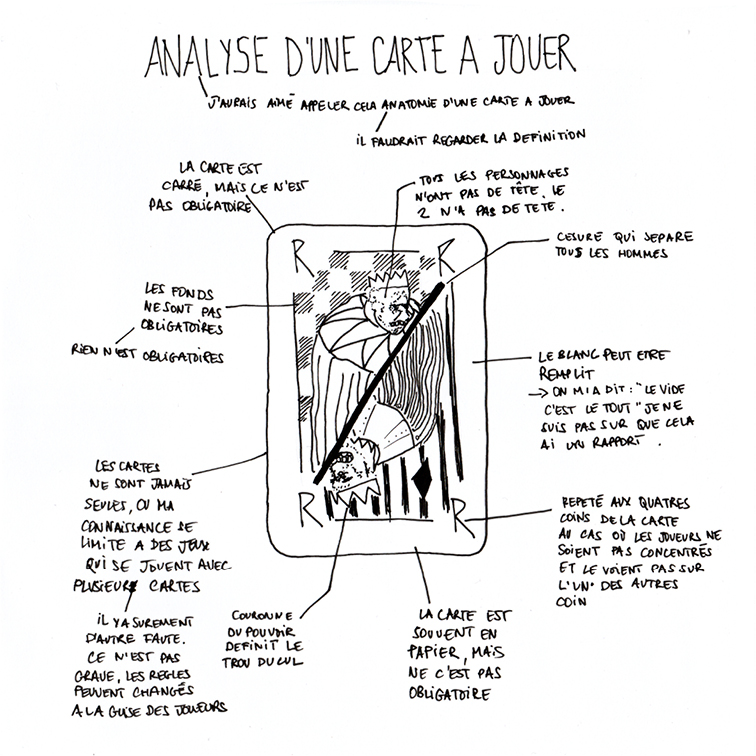 ANALYSE D'UNE CARTE A JOUER
J'AURAIS AIMÉ APPELER CELA ANATOMIE D'UNE CARTE A JOUER
IL FAUDRAIT REGARDER LA DEFINITION
LA CARTE EST
CARRÉ, MAIS CE N'EST
PAS OBLIGATOIRE
TOUS LES PERSONNAGES
N'ONT PAS DE TÊTE. LE
2 N'A PAS DE TETE.
CESURE QUI SEPARE
TOUS LES HOMMES
R
R
LES FONDS
NE SONT PAS
OBLIGATOIRES
RIEN N'EST OBLIGATOIRES
LE BLANC PEUT ETRE
REMPLIT
→ ON M'A DIT : "LE VIDE
C'EST LE TOUT" JE NE
SUIS PAS SUR QUE CELA
AI UN RAPPORT.
LES CARTES
NE SONT JAMAIS
SEULES, OU MA
CONNAISSANCE SE
LIMITE A DES JEUX
QUI SE JOUENT AVEC
PLUSIEURS CARTES
IL Y A SUREMENT
D'AUTRE FAUTE.
CE N'EST PAS
GRAVE, LES REGLES
PEUVENT CHANGÉS
A LA GUISE DES JOUEURS
R
R
REPETÉ AUX QUATRES
COINS DE LA CARTE
AU CAS OÙ LES JOUEURS NE
SOIENT PAS CONCENTRÉS
ET LE VOIENT PAS SUR
L'UN DES AUTRES
COIN
COURONNE
DU POUVOIR
DEFINIT LE
TROU DU CUL
LA CARTE EST
SOUVENT EN
PAPIER, MAIS
NE C'EST PAS
OBLIGATOIRE